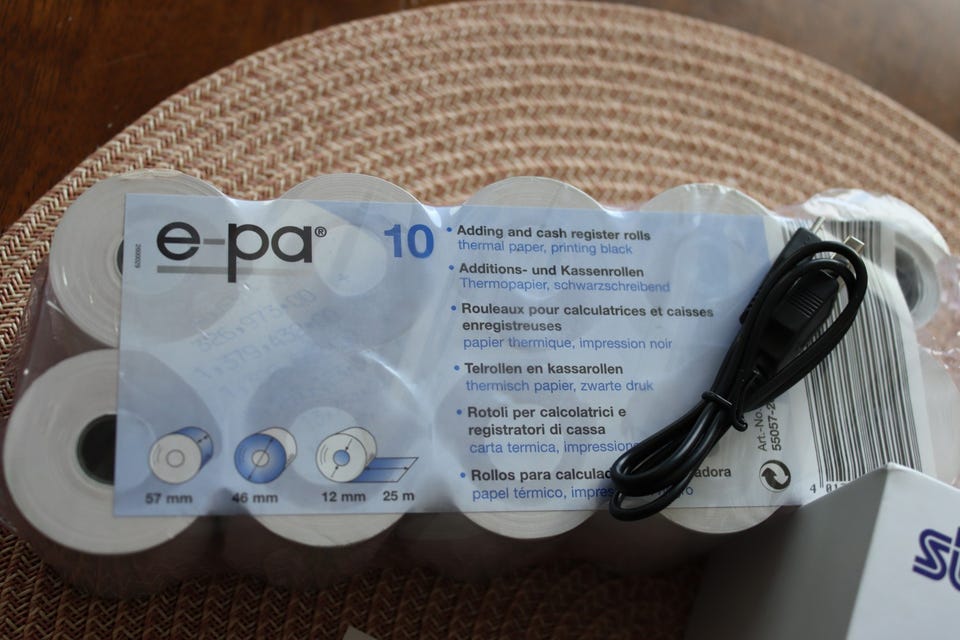 e-pa®
10
• Adding and cash register rolls
thermal paper, printing black
• Additions- und Kassenrollen
Thermopapier, schwarzschreibend
• Rouleaux pour calculatrices et caisses
enregistreuses
papier thermique, impression noir
• Telrollen en kassarollen
thermisch papier, zwarte druk
• Rotoli per calcolatrici e
registratori di cassa
carta termica, impression
• Rollos para calculad
papel térmico, impre
57 mm
46 mm
12 mm
25 m
Art.-No.
55057-2